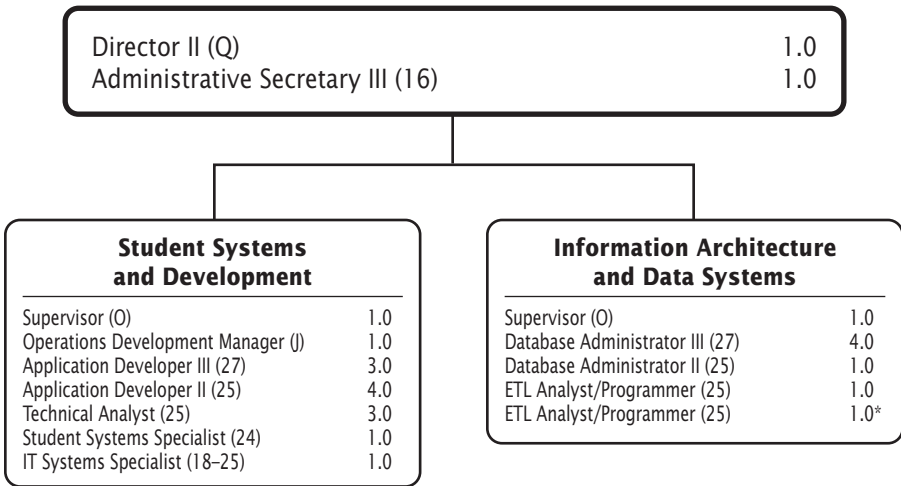 Director II (Q) 1.0
Administrative Secretary III (16) 1.0
Student Systems
and Development
Supervisor (O) 1.0
Operations Development Manager (J) 1.0
Application Developer III (27) 3.0
Application Developer II (25) 4.0
Technical Analyst (25) 3.0
Student Systems Specialist (24) 1.0
IT Systems Specialist (18–25) 1.0
Information Architecture
and Data Systems
Supervisor (O) 1.0
Database Administrator III (27) 4.0
Database Administrator II (25) 1.0
ETL Analyst/Programmer (25) 1.0
ETL Analyst/Programmer (25) 1.0*